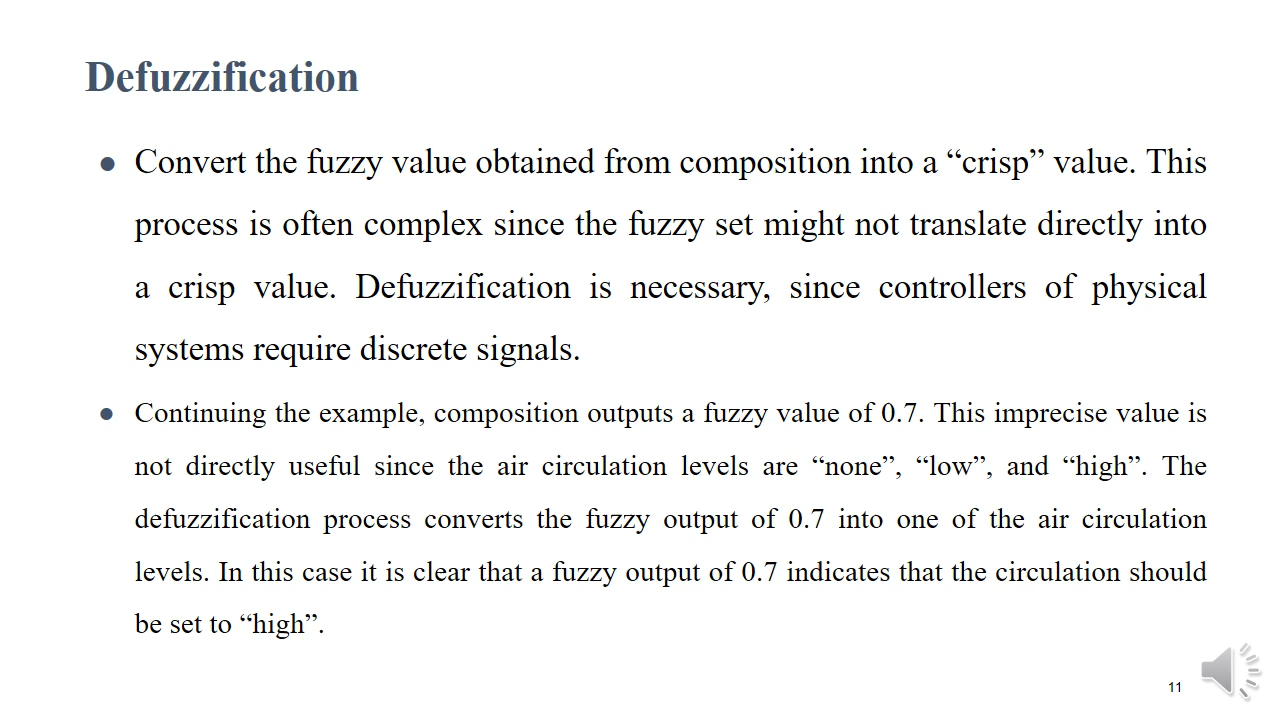 Defuzzification
● Convert the fuzzy value obtained from composition into a “crisp” value. This
process is often complex since the fuzzy set might not translate directly into
a crisp value. Defuzzification is necessary, since controllers of physical
systems require discrete signals.
● Continuing the example, composition outputs a fuzzy value of 0.7. This imprecise value is
not directly useful since the air circulation levels are “none”, “low”, and “high”. The
defuzzification process converts the fuzzy output of 0.7 into one of the air circulation
levels. In this case it is clear that a fuzzy output of 0.7 indicates that the circulation should
be set to “high”.
11